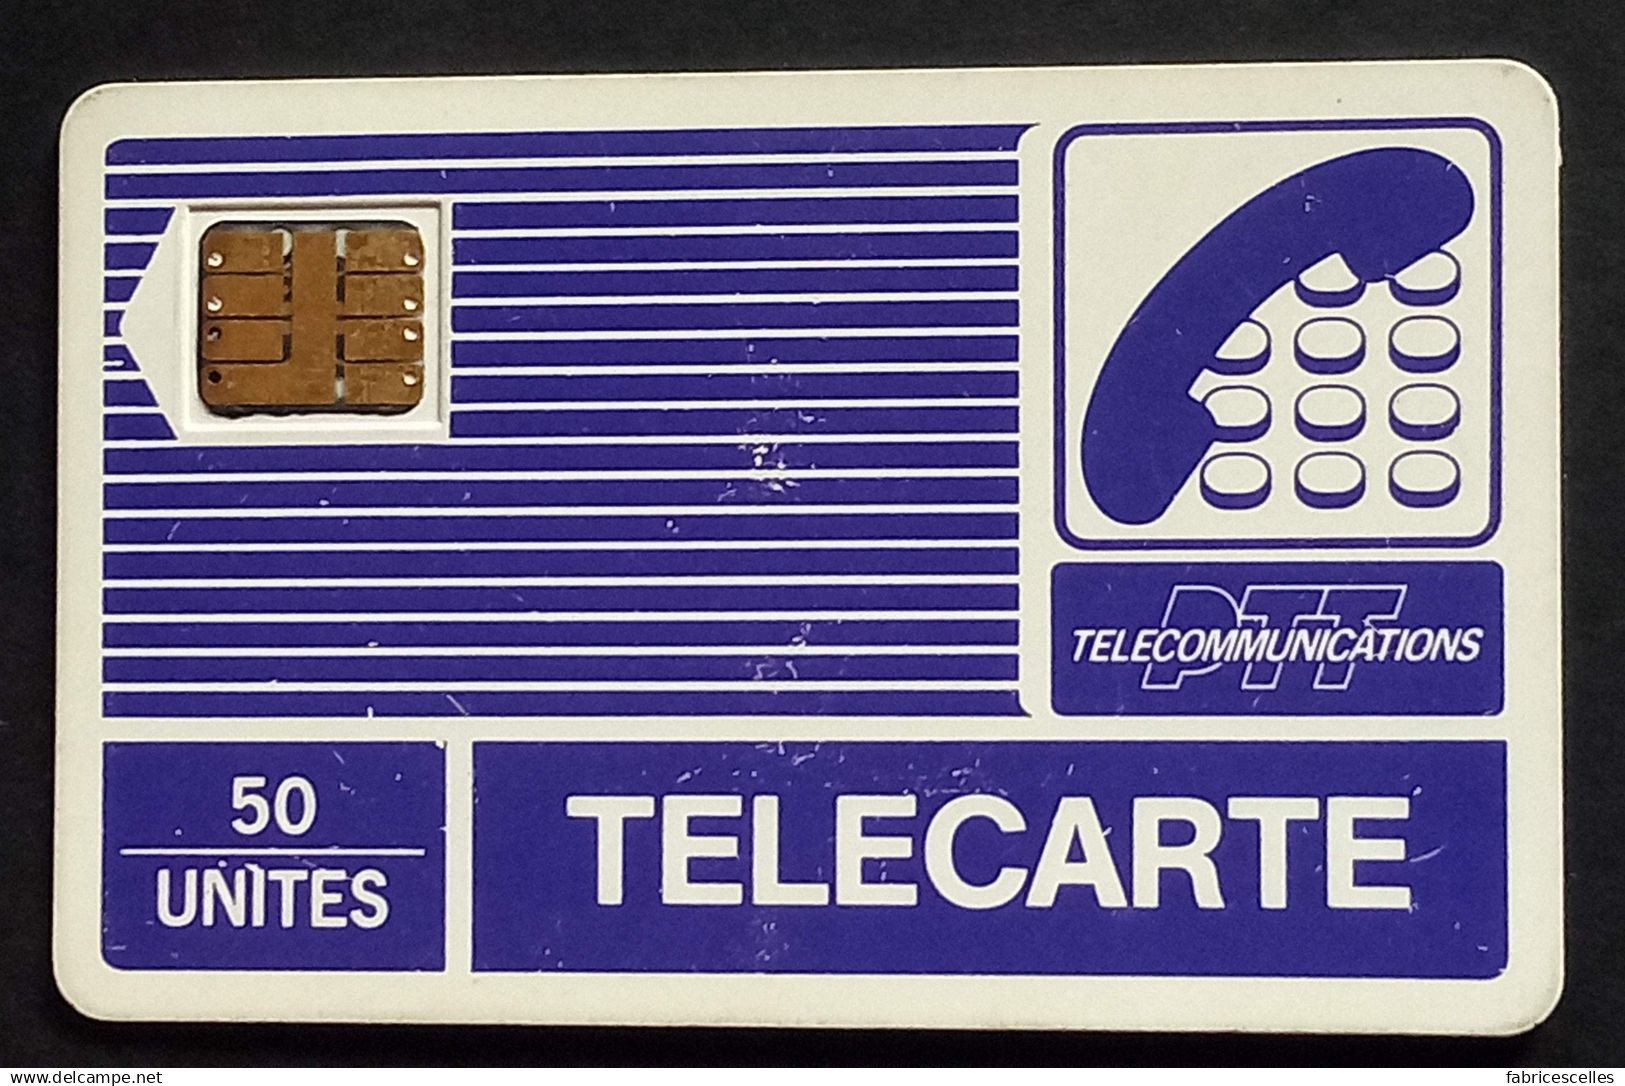 PTT
TELECOMMUNICATIONS
50
UNITES
TELECARTE
www.delcampe.net
fabricescelles